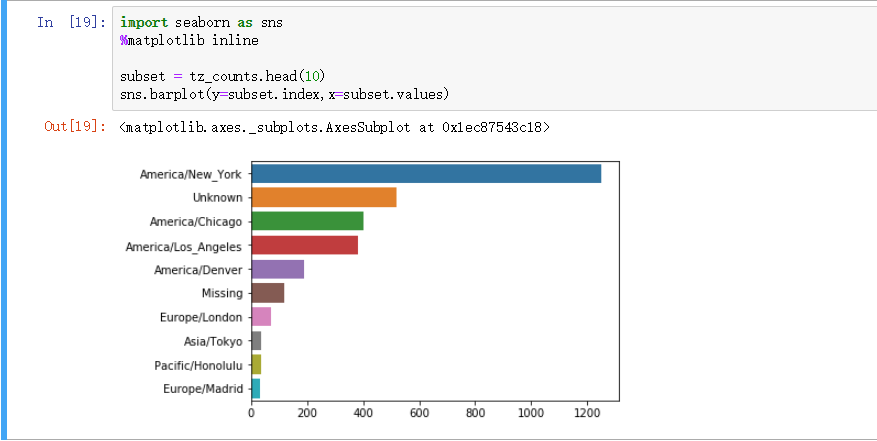 In [19]: import seaborn as sns
%matplotlib inline
subset = tz_counts.head(10)
sns.barplot(y=subset.index,x=subset.values)
Out[19]: <matplotlib.axes._subplots.AxesSubplot at 0x1ec87543c18>
America/New_York
Unknown
America/Chicago
America/Los_Angeles
America/Denver
Missing
Europe/London
Asia/Tokyo
Pacific/Honolulu
Europe/Madrid
0 200 400 600 800 1000 1200